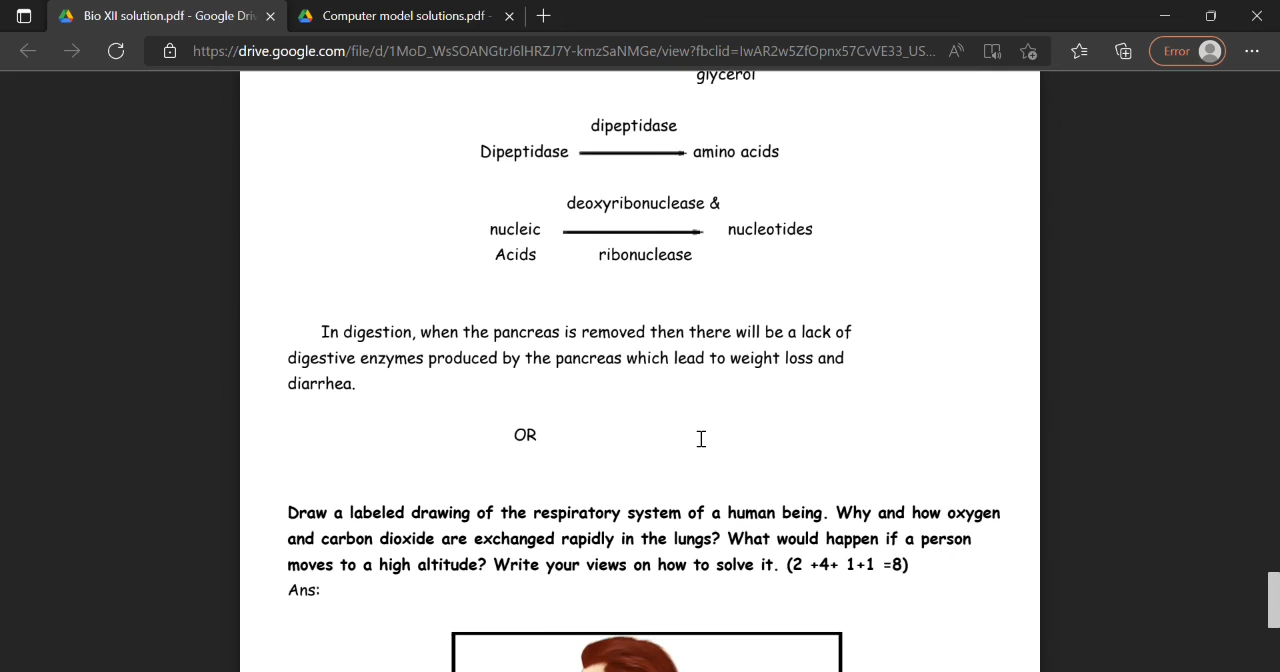 Bio XII solution.pdf - Google Driv
Computer model solutions.pdf -
https://drive.google.com/file/d/1MoD_WsSOANGtrJ6lHRZJ7Y-kmzSaNMGe/view?fbclid=IwAR2w5ZfOpnx57CvVE33_US...
Error
glycerol
dipeptidase
Dipeptidase amino acids
deoxyribonuclease &
nucleic nucleotides
Acids ribonuclease
In digestion, when the pancreas is removed then there will be a lack of
digestive enzymes produced by the pancreas which lead to weight loss and
diarrhea.
OR
Draw a labeled drawing of the respiratory system of a human being. Why and how oxygen
and carbon dioxide are exchanged rapidly in the lungs? What would happen if a person
moves to a high altitude? Write your views on how to solve it. (2 +4+ 1+1 =8)
Ans: